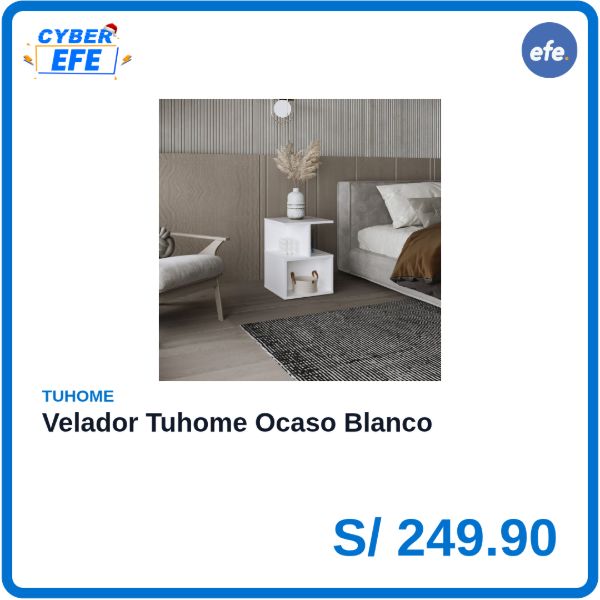 CYBER
EFE
efe.
TUHOME
Velador Tuhome Ocaso Blanco
S/ 249.90